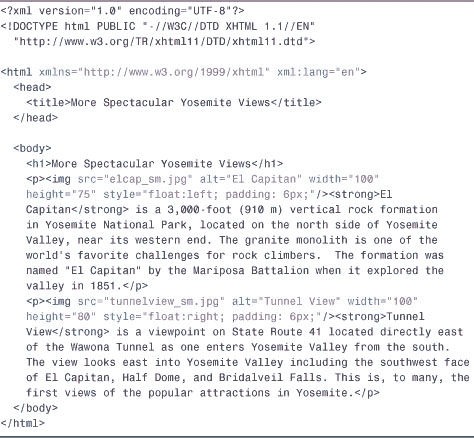 <?xml version="1.0" encoding="UTF-8"?>
<!DOCTYPE html PUBLIC "-//W3C//DTD XHTML 1.1//EN"
"http://www.w3.org/TR/xhtml11/DTD/xhtml11.dtd">
<html xmlns="http://www.w3.org/1999/xhtml" xml:lang="en">
<head>
<title>More Spectacular Yosemite Views</title>
</head>
<body>
<h1>More Spectacular Yosemite Views</h1>
<p><img src="elcap_sm.jpg" alt="El Capitan" width="100"
height="75" style="float:left; padding: 6px;"/><strong>El
Capitan</strong> is a 3,000-foot (910 m) vertical rock formation
in Yosemite National Park, located on the north side of Yosemite
Valley, near its western end. The granite monolith is one of the
world's favorite challenges for rock climbers.  The formation was
named "El Capitan" by the Mariposa Battalion when it explored the
valley in 1851.</p>
<p><img src="tunnelview_sm.jpg" alt="Tunnel View" width="100"
height="80" style="float:right; padding: 6px;"/><strong>Tunnel
View</strong> is a viewpoint on State Route 41 located directly east
of the Wawona Tunnel as one enters Yosemite Valley from the south.
The view looks east into Yosemite Valley including the southwest face
of El Capitan, Half Dome, and Bridalveil Falls. This is, to many, the
first views of the popular attractions in Yosemite.</p>
</body>
</html>